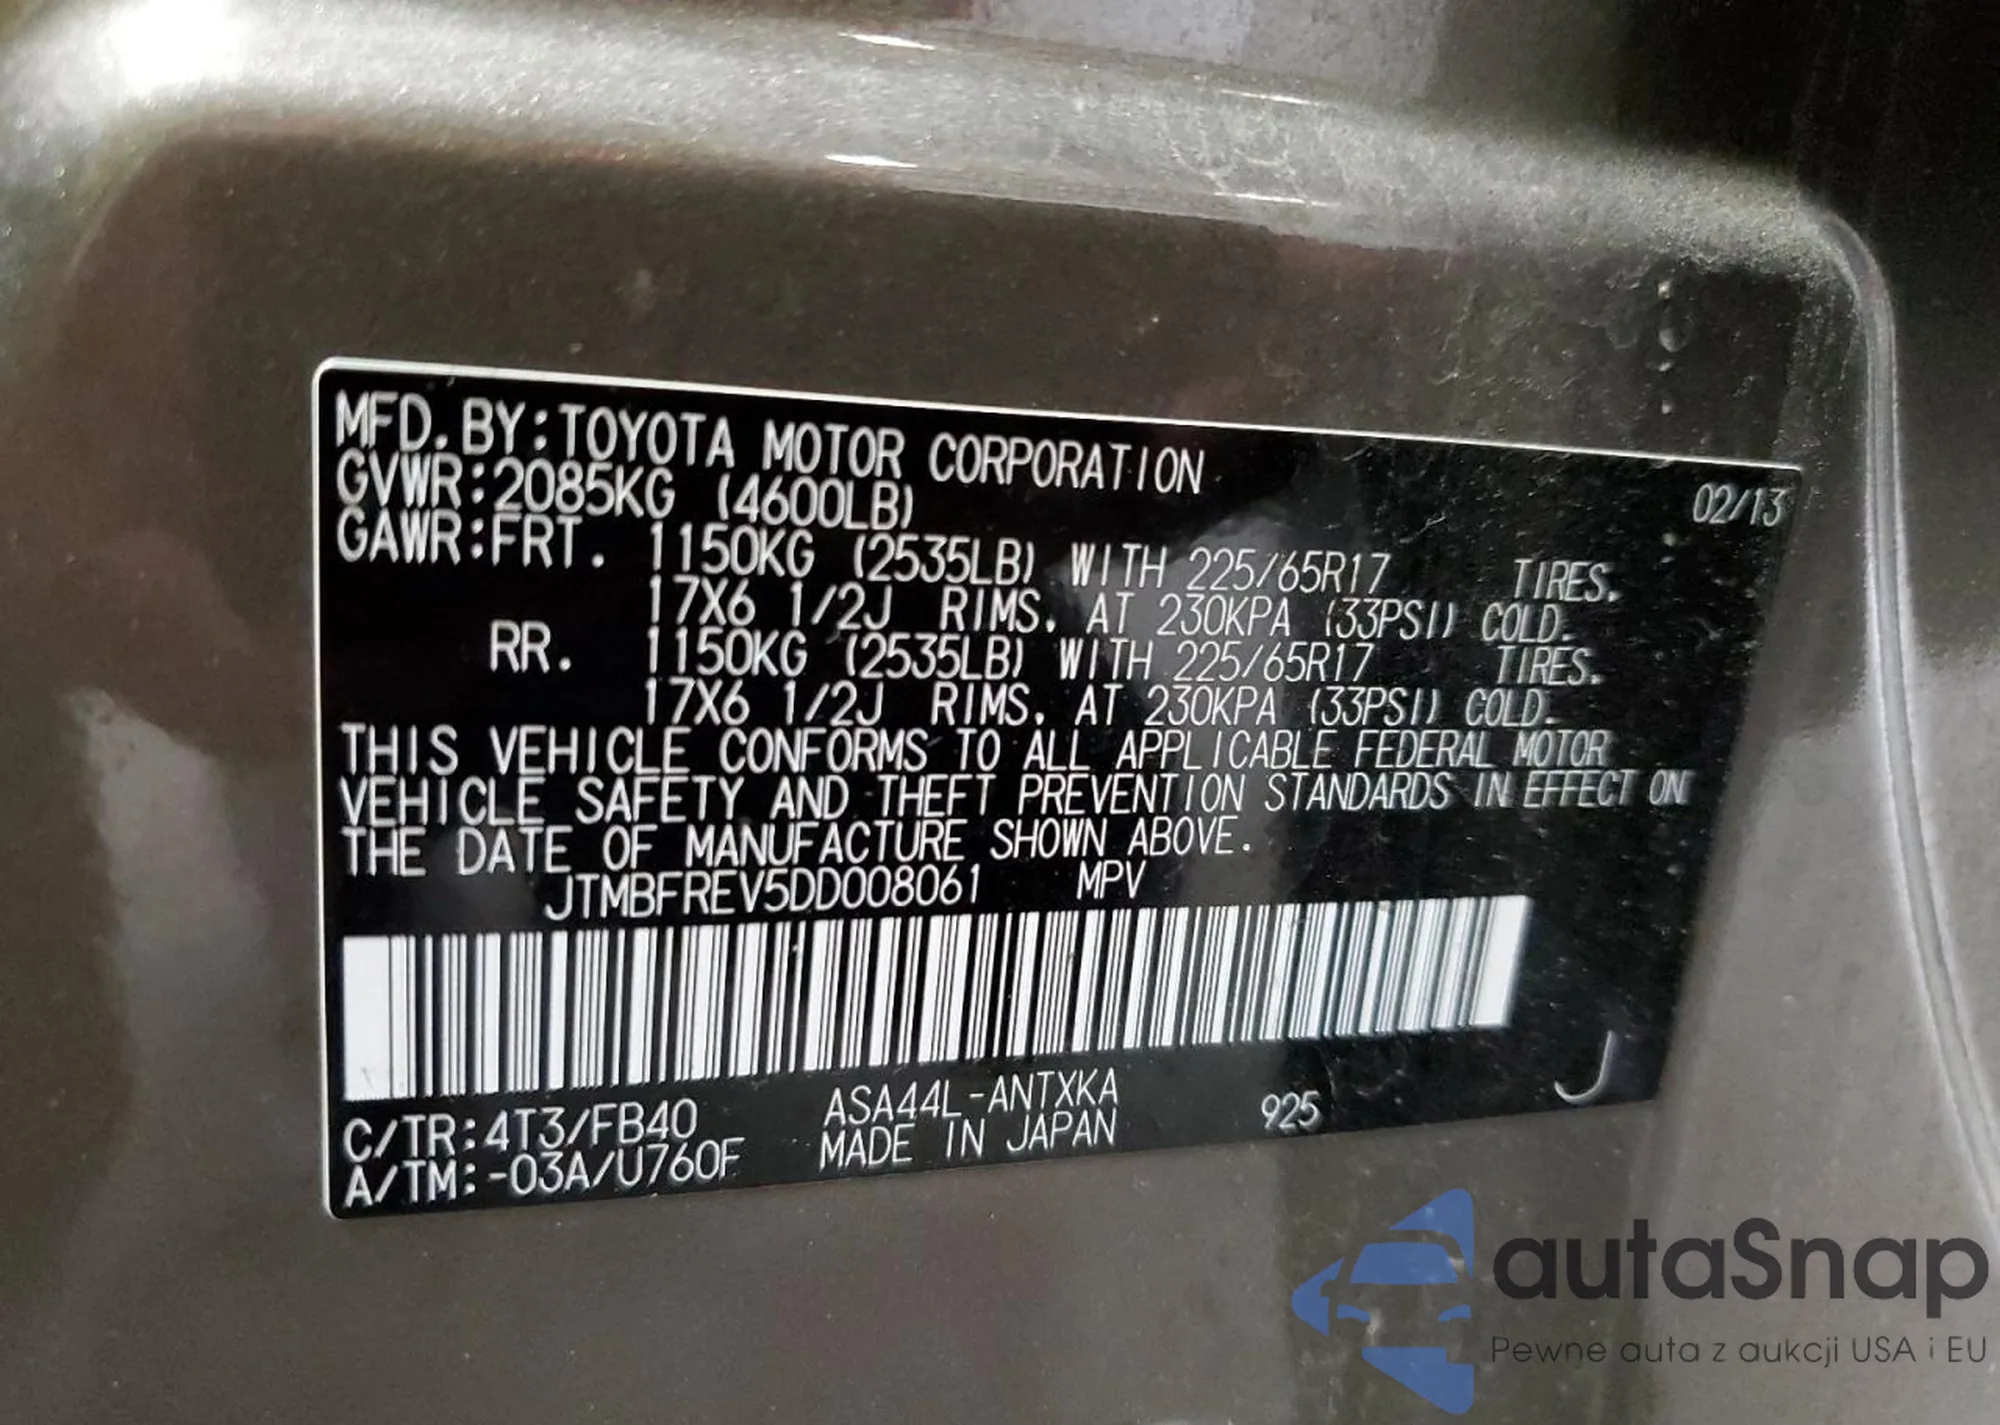 MFD. BY: TOYOTA MOTOR CORPORATION 02/13
GVWR: 2085KG (4600LB)
GAWR: FRT. 1150KG (2535LB) WITH 225/65R17 TIRES.
17X6 1/2J RIMS. AT 230KPA (33PSI) COLD.
RR. 1150KG (2535LB) WITH 225/65R17 TIRES.
17X6 1/2J RIMS. AT 230KPA (33PSI) COLD.
THIS VEHICLE CONFORMS TO ALL APPLICABLE FEDERAL MOTOR
VEHICLE SAFETY AND THEFT PREVENTION STANDARDS IN EFFECT ON
THE DATE OF MANUFACTURE SHOWN ABOVE.
JTMBFREV5DD008061 MPV
C/TR: 4T3/FB40 ASA44L-ANTXKA 925 J
A/TM: -03A/U760F MADE IN JAPAN
autaSnap
Pewne auta z aukcji USA i EU